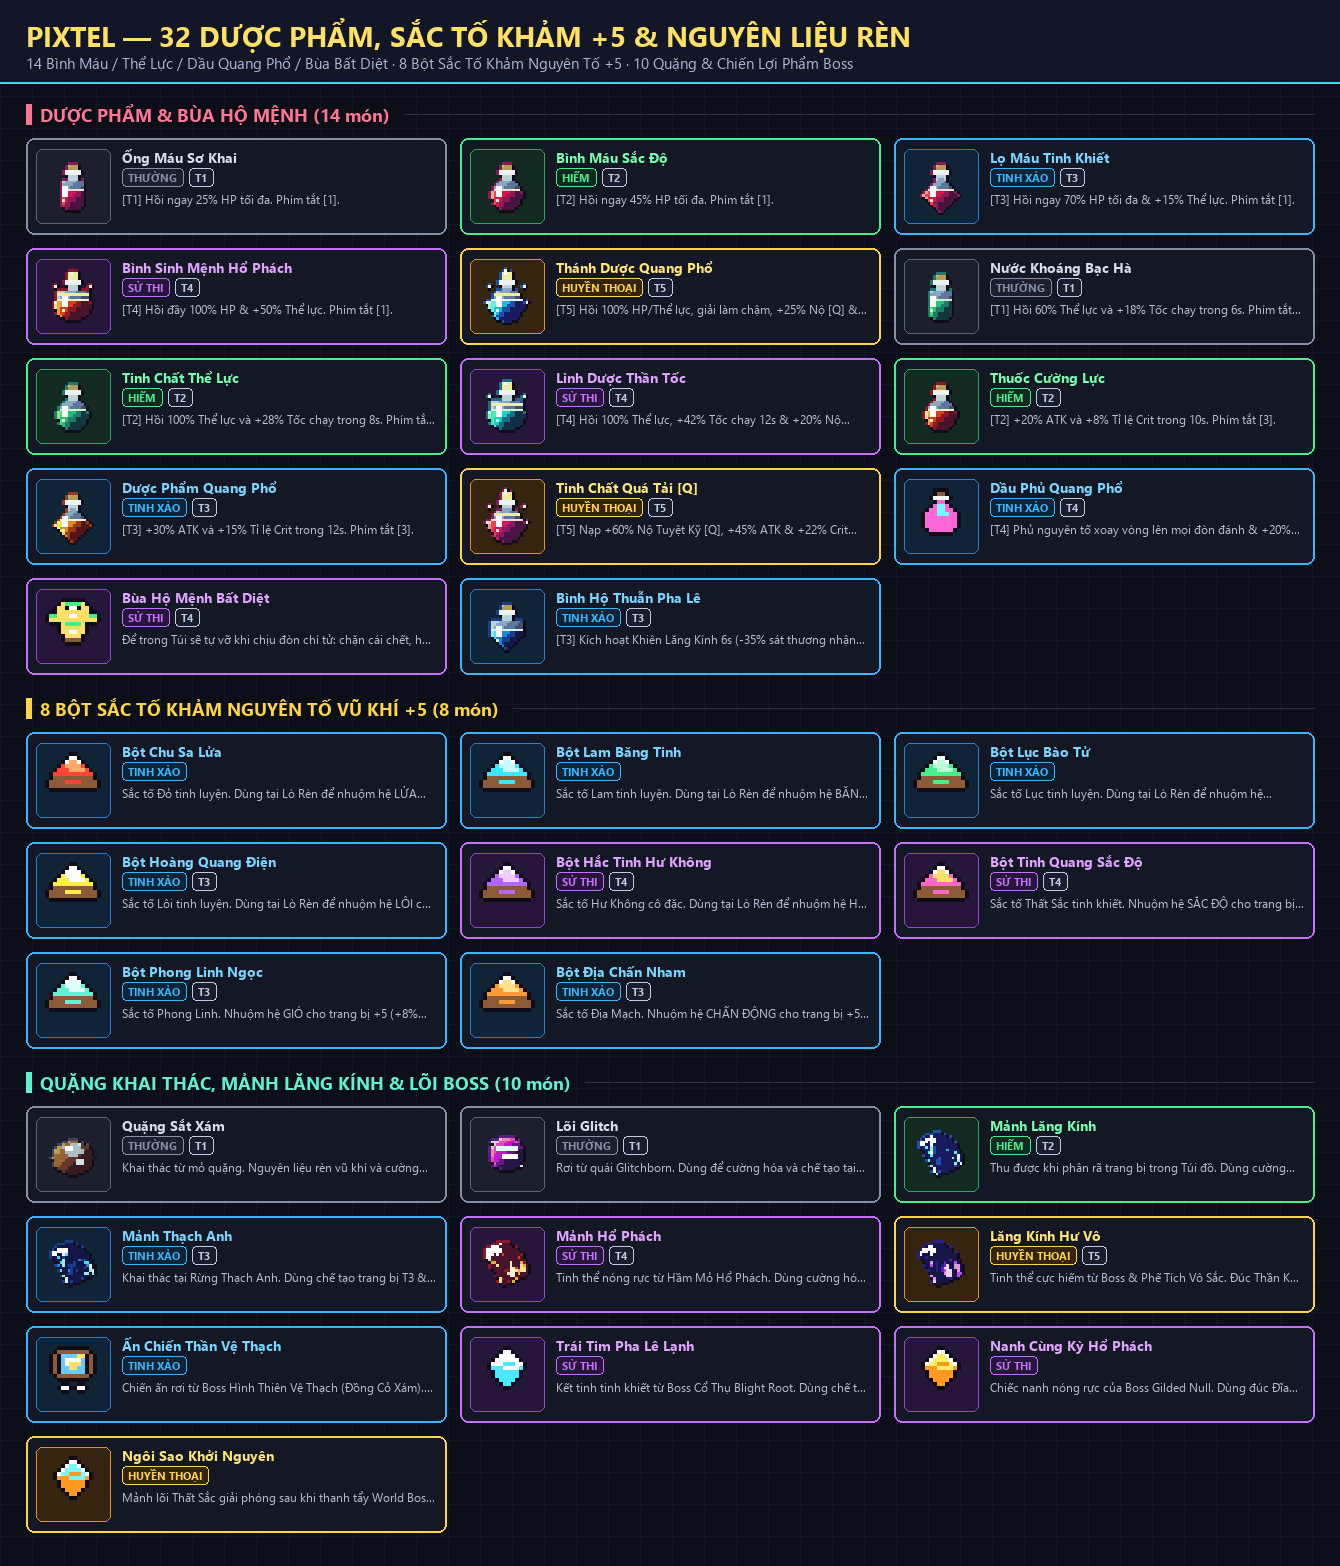 PIXTEL — 32 DƯỢC PHẨM, SẮC TỐ KHẢM +5 & NGUYÊN LIỆU RÈN
14 Bình Máu / Thể Lực / Dầu Quang Phổ / Bùa Bất Diệt · 8 Bột Sắc Tố Khảm Nguyên Tố +5 · 10 Quặng & Chiến Lợi Phẩm Boss
DƯỢC PHẨM & BÙA HỘ MỆNH (14 món)
Ống Máu Sơ Khai
THƯỜNG T1
[T1] Hồi ngay 25% HP tối đa. Phím tắt [1].
Bình Máu Sắc Độ
HIẾM T2
[T2] Hồi ngay 45% HP tối đa. Phím tắt [1].
Lọ Máu Tinh Khiết
TINH XẢO T3
[T3] Hồi ngay 70% HP tối đa & +15% Thể lực. Phím tắt [1].
Bình Sinh Mệnh Hổ Phách
SỬ THI T4
[T4] Hồi đầy 100% HP & +50% Thể lực. Phím tắt [1].
Thánh Dược Quang Phổ
HUYỀN THOẠI T5
[T5] Hồi 100% HP/Thể lực, giải làm chậm, +25% Nộ [Q] &...
Nước Khoáng Bạc Hà
THƯỜNG T1
[T1] Hồi 60% Thể lực và +18% Tốc chạy trong 6s. Phím tắt...
Tinh Chất Thể Lực
HIẾM T2
[T2] Hồi 100% Thể lực và +28% Tốc chạy trong 8s. Phím tắ...
Linh Dược Thần Tốc
SỬ THI T4
[T4] Hồi 100% Thể lực, +42% Tốc chạy 12s & +20% Nộ...
Thuốc Cường Lực
HIẾM T2
[T2] +20% ATK và +8% Tỉ lệ Crit trong 10s. Phím tắt [3].
Dược Phẩm Quang Phổ
TINH XẢO T3
[T3] +30% ATK và +15% Tỉ lệ Crit trong 12s. Phím tắt [3].
Tinh Chất Quá Tải [Q]
HUYỀN THOẠI T5
[T5] Nạp +60% Nộ Tuyệt Kỹ [Q], +45% ATK & +22% Crit...
Dầu Phủ Quang Phổ
TINH XẢO T4
[T4] Phủ nguyên tố xoay vòng lên mọi đòn đánh & +20%...
Bùa Hộ Mệnh Bất Diệt
SỬ THI T4
Để trong Túi sẽ tự vỡ khi chịu đòn chí tử: chặn cái chết, h...
Bình Hộ Thuẫn Pha Lê
TINH XẢO T3
[T3] Kích hoạt Khiên Lăng Kính 6s (-35% sát thương nhận...
8 BỘT SẮC TỐ KHẢM NGUYÊN TỐ VŨ KHÍ +5 (8 món)
Bột Chu Sa Lửa
TINH XẢO
Sắc tố Đỏ tinh luyện. Dùng tại Lò Rèn để nhuộm hệ LỬA...
Bột Lam Băng Tinh
TINH XẢO
Sắc tố Lam tinh luyện. Dùng tại Lò Rèn để nhuộm hệ BĂN...
Bột Lục Bào Tử
TINH XẢO
Sắc tố Lục tinh luyện. Dùng tại Lò Rèn để nhuộm hệ...
Bột Hoàng Quang Điện
TINH XẢO T3
Sắc tố Lôi tinh luyện. Dùng tại Lò Rèn để nhuộm hệ LÔI c...
Bột Hắc Tinh Hư Không
SỬ THI T4
Sắc tố Hư Không cô đặc. Dùng tại Lò Rèn để nhuộm hệ H...
Bột Tinh Quang Sắc Độ
SỬ THI T4
Sắc tố Thất Sắc tinh khiết. Nhuộm hệ SẮC ĐỘ cho trang bị...
Bột Phong Linh Ngọc
TINH XẢO T3
Sắc tố Phong Linh. Nhuộm hệ GIÓ cho trang bị +5 (+8%...
Bột Địa Chấn Nham
TINH XẢO T3
Sắc tố Địa Mạch. Nhuộm hệ CHẤN ĐỘNG cho trang bị +5...
QUẶNG KHAI THÁC, MẢNH LĂNG KÍNH & LÕI BOSS (10 món)
Quặng Sắt Xám
THƯỜNG T1
Khai thác từ mỏ quặng. Nguyên liệu rèn vũ khí và cường...
Lõi Glitch
THƯỜNG T1
Rơi từ quái Glitchborn. Dùng để cường hóa và chế tạo tại...
Mảnh Lăng Kính
HIẾM T2
Thu được khi phân rã trang bị trong Túi đồ. Dùng cường...
Mảnh Thạch Anh
TINH XẢO T3
Khai thác tại Rừng Thạch Anh. Dùng chế tạo trang bị T3 &...
Mảnh Hổ Phách
SỬ THI T4
Tinh thể nóng rực từ Hầm Mỏ Hổ Phách. Dùng cường hó...
Lăng Kính Hư Vô
HUYỀN THOẠI T5
Tinh thể cực hiếm từ Boss & Phế Tích Vô Sắc. Đúc Thần K...
Ấn Chiến Thần Vệ Thạch
TINH XẢO
Chiến ấn rơi từ Boss Hình Thiên Vệ Thạch (Đồng Cỏ Xám)....
Trái Tim Pha Lê Lạnh
SỬ THI
Kết tinh tinh khiết từ Boss Cổ Thụ Blight Root. Dùng chế t...
Nanh Cùng Kỳ Hổ Phách
SỬ THI
Chiếc nanh nóng rực của Boss Gilded Null. Dùng đúc Đĩa...
Ngôi Sao Khởi Nguyên
HUYỀN THOẠI
Mảnh lõi Thất Sắc giải phóng sau khi thanh tẩy World Bos...